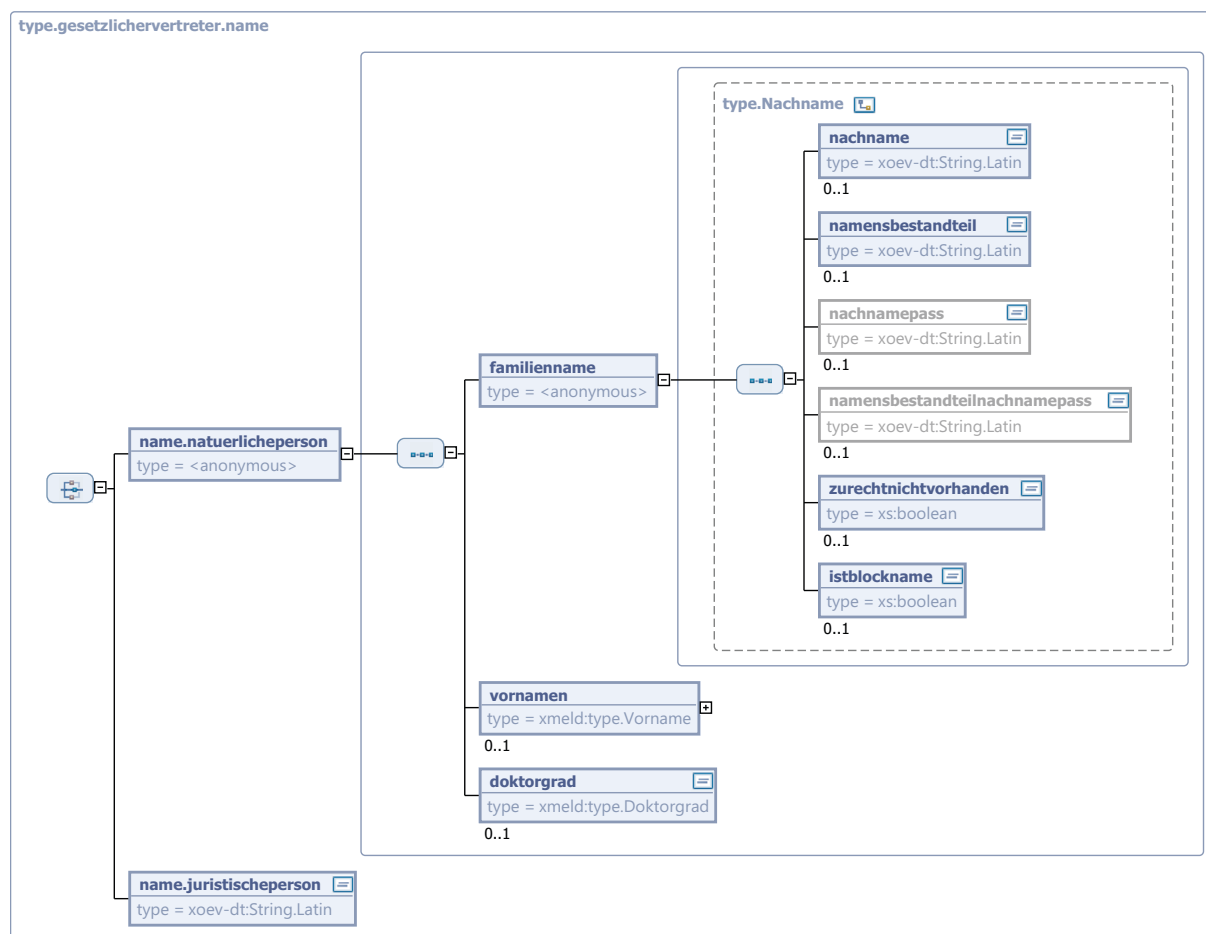 type.gesetzlichervertreter.name
type.Nachname
nachname
type = xoev-dt:String.Latin
0..1
namensbestandteil
type = xoev-dt:String.Latin
0..1
nachnamepass
type = xoev-dt:String.Latin
0..1
familienname
type = <anonymous>
namensbestandteilnachnamepass
type = xoev-dt:String.Latin
0..1
name.natuerlicheperson
type = <anonymous>
zurechtnichtvorhanden
type = xs:boolean
0..1
istblockname
type = xs:boolean
0..1
vornamen
type = xmeld:type.Vorname
0..1
doktorgrad
type = xmeld:type.Doktorgrad
0..1
name.juristischeperson
type = xoev-dt:String.Latin